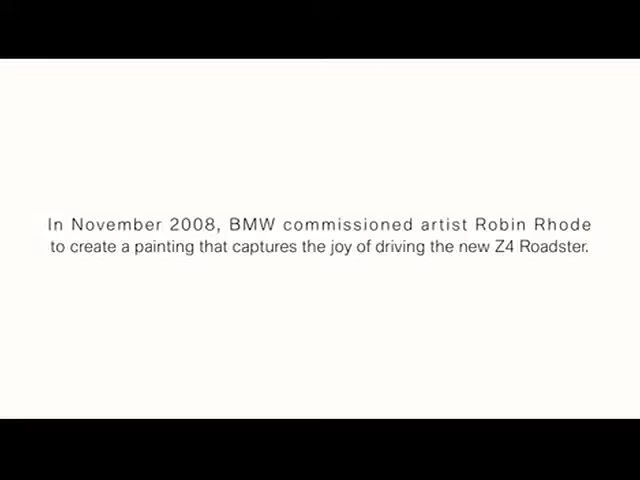 In November 2008, BMW commissioned artist Robin Rhode
to create a painting that captures the joy of driving the new Z4 Roadster.